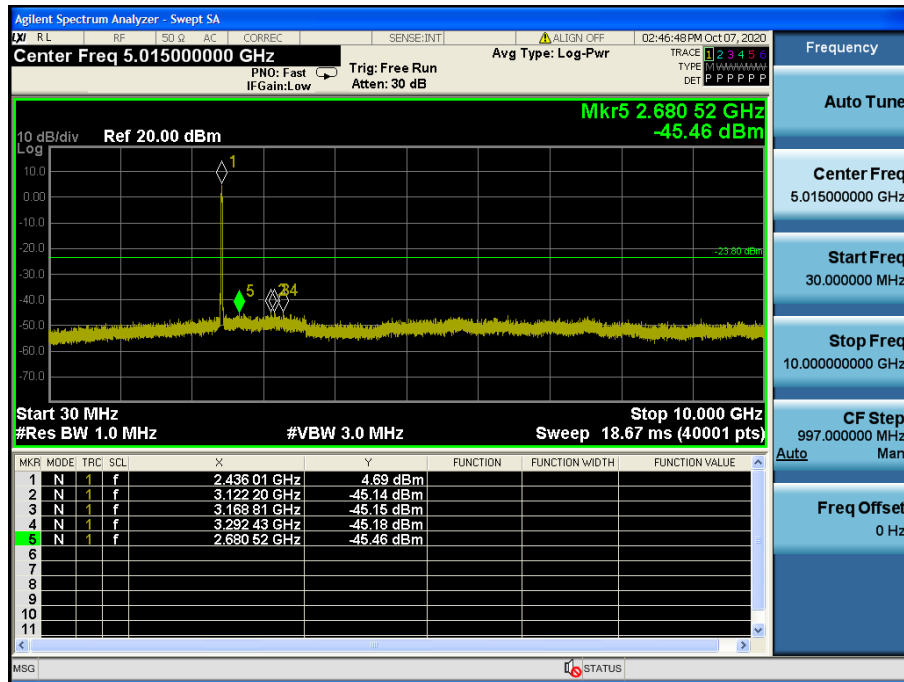 Agilent Spectrum Analyzer - Swept SA
LXI RL RF 50 Ω AC CORREC SENSE:INT ALIGN OFF 02:46:48 PM Oct 07, 2020
Center Freq 5.015000000 GHz
PNO: Fast
IFGain:Low
Trig: Free Run
Atten: 30 dB
Avg Type: Log-Pwr
TRACE 1 2 3 4 5 6
TYPE MWWWWW
DET P P P P P P
Mkr5 2.680 52 GHz
-45.46 dBm
10 dB/div Ref 20.00 dBm
Log
10.0
0.00
-10.0
-20.0
-30.0
-40.0
-50.0
-60.0
-70.0
1
-23.80 dBm
5 2 3 4
Start 30 MHz Stop 10.000 GHz
#Res BW 1.0 MHz #VBW 3.0 MHz Sweep 18.67 ms (40001 pts)
MKR MODE TRC SCL X Y FUNCTION FUNCTION WIDTH FUNCTION VALUE
1 N 1 f 2.436 01 GHz 4.69 dBm
2 N 1 f 3.122 20 GHz -45.14 dBm
3 N 1 f 3.168 81 GHz -45.15 dBm
4 N 1 f 3.292 43 GHz -45.18 dBm
5 N 1 f 2.680 52 GHz -45.46 dBm
6
7
8
9
10
11
MSG STATUS
Frequency
Auto Tune
Center Freq
5.015000000 GHz
Start Freq
30.000000 MHz
Stop Freq
10.000000000 GHz
CF Step
997.000000 MHz
Auto Man
Freq Offset
0 Hz